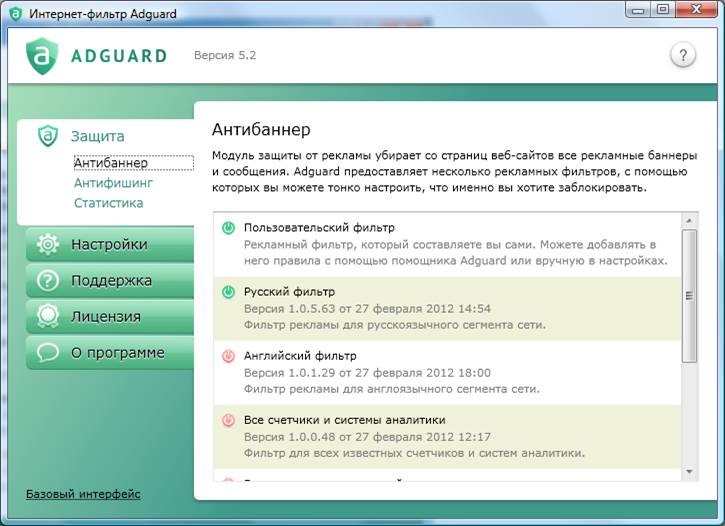 Интернет-фильтр Adguard
ADGUARD
Версия 5.2
?
Защита
Антибаннер
Антифишинг
Статистика
Настройки
Поддержка
Лицензия
О программе
Базовый интерфейс
Антибаннер
Модуль защиты от рекламы убирает со страниц веб-сайтов все рекламные баннеры
и сообщения. Adguard предоставляет несколько рекламных фильтров, с помощью
которых вы можете тонко настроить, что именно вы хотите заблокировать.
Пользовательский фильтр
Рекламный фильтр, который составляете вы сами. Можете добавлять в
него правила с помощью помощника Adguard или вручную в настройках.
Русский фильтр
Версия 1.0.5.63 от 27 февраля 2012 14:54
Фильтр рекламы для русскоязычного сегмента сети.
Английский фильтр
Версия 1.0.1.29 от 27 февраля 2012 18:00
Фильтр рекламы для англоязычного сегмента сети.
Все счетчики и системы аналитики
Версия 1.0.0.48 от 27 февраля 2012 12:17
Фильтр для всех известных счетчиков и систем аналитики.